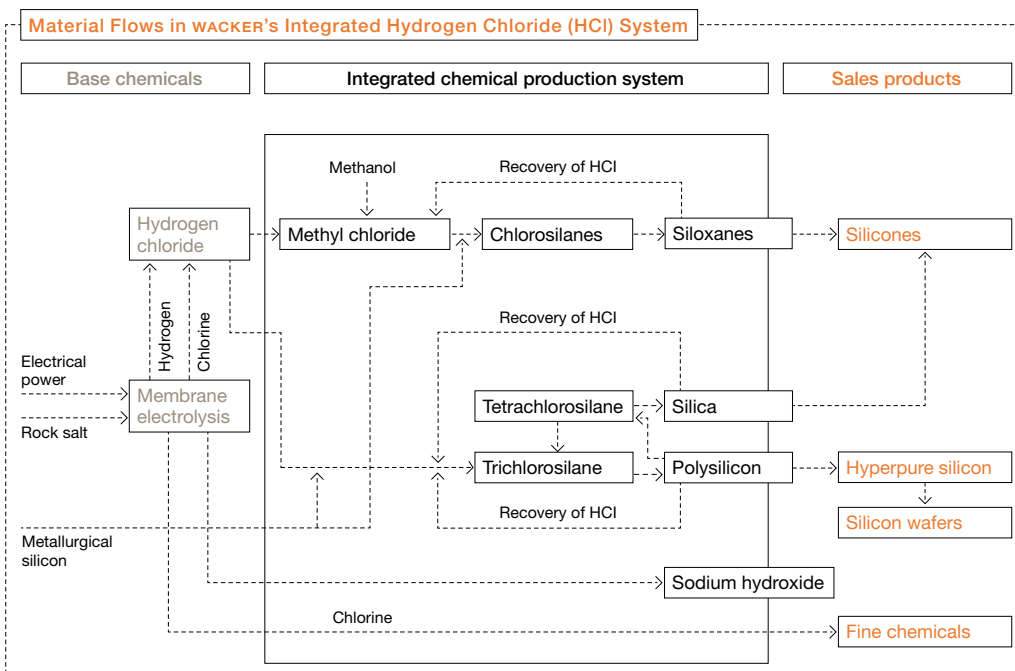 Material Flows in WACKER's Integrated Hydrogen Chloride (HCl) System
Base chemicals
Integrated chemical production system
Sales products
Methanol
Recovery of HCl
Hydrogen
chloride
Methyl chloride
Chlorosilanes
Siloxanes
Silicones
Hydrogen
Chlorine
Recovery of HCl
Electrical
power
Membrane
electrolysis
Rock salt
Tetrachlorosilane
Silica
Trichlorosilane
Polysilicon
Hyperpure silicon
Recovery of HCl
Silicon wafers
Metallurgical
silicon
Sodium hydroxide
Chlorine
Fine chemicals